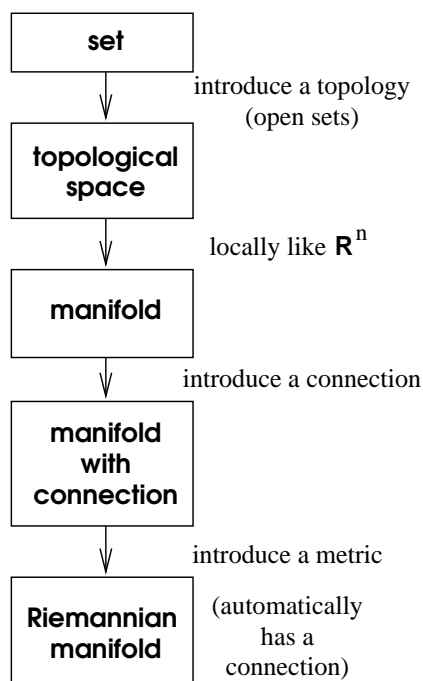 set
introduce a topology
(open sets)
topological
space
locally like R^n
manifold
introduce a connection
manifold
with
connection
introduce a metric
Riemannian
manifold
(automatically
has a
connection)